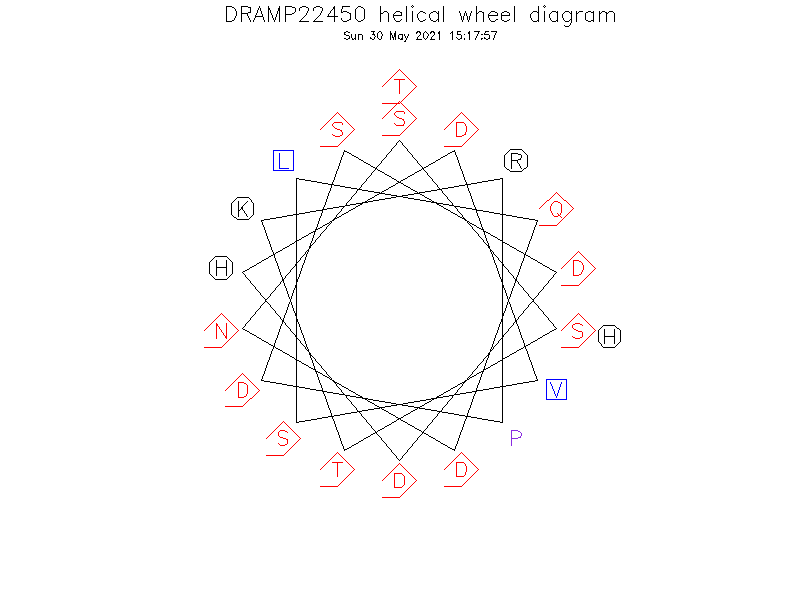 DRAMP22450 helical wheel diagram
Sun 30 May 2021 15:17:57
T
S
S D
L R
K Q
H D
N S H
D V
S P
T D D